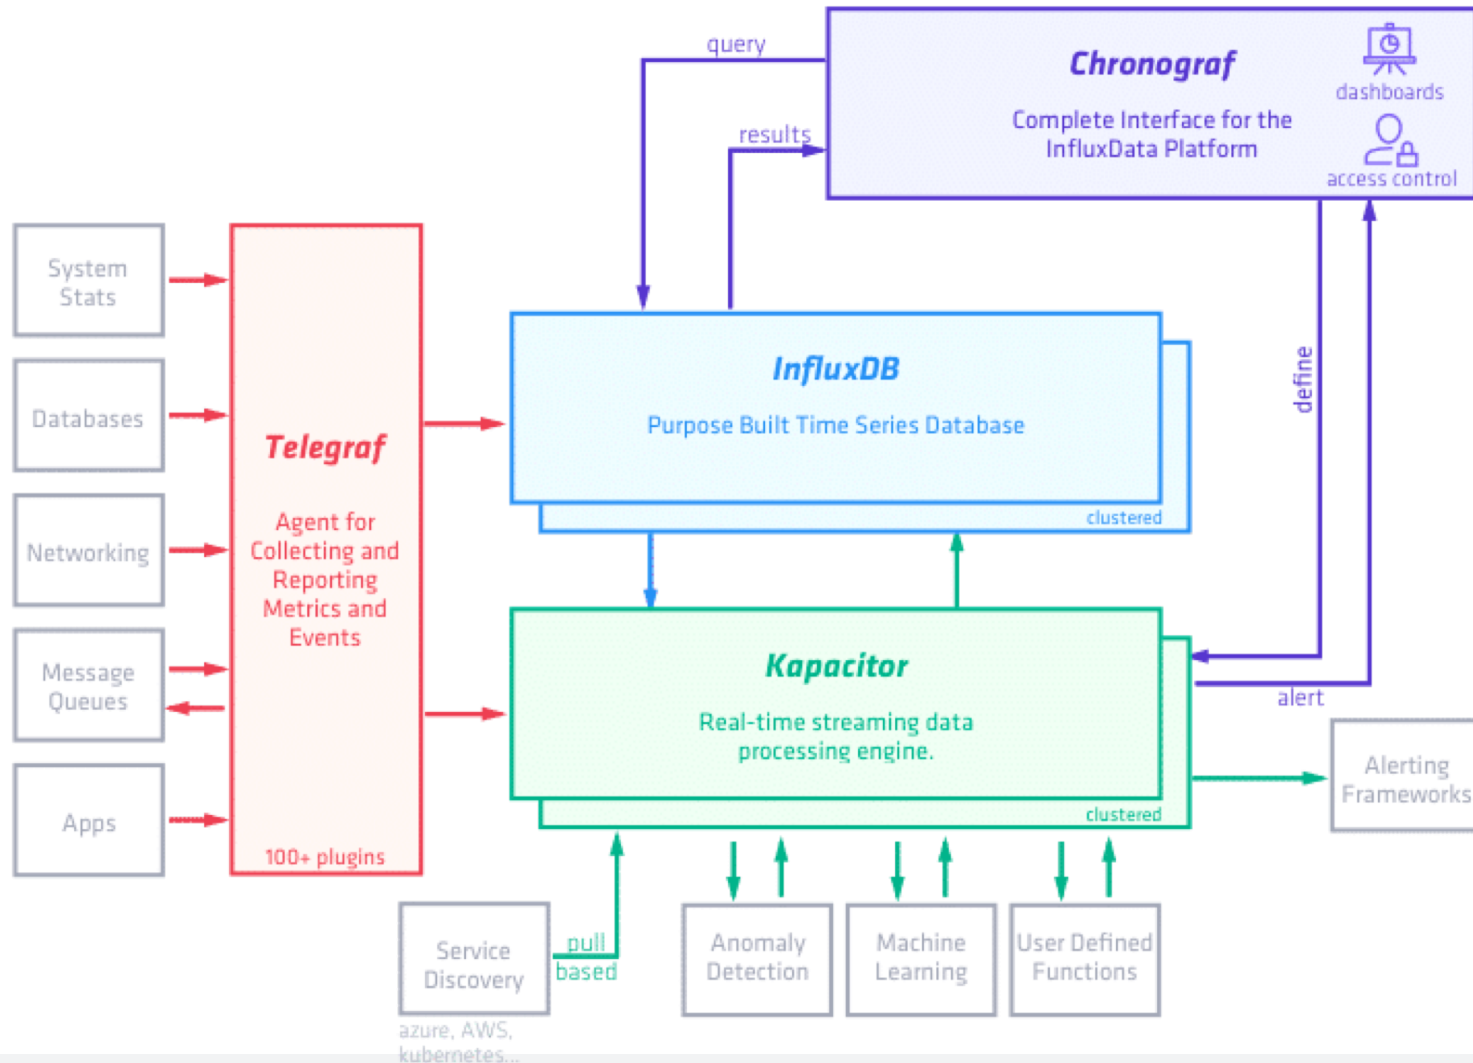 query
Chronograf
dashboards
Complete Interface for the
InfluxData Platform
results
access control
System
Stats
Databases
Networking
Message
Queues
Apps
Telegraf
Agent for
Collecting and
Reporting
Metrics and
Events
100+ plugins
InfluxDB
Purpose Built Time Series Database
clustered
define
Kapacitor
Real-time streaming data
processing engine.
clustered
alert
Alerting
Frameworks
Service
Discovery
pull
based
azure, AWS,
kubernetes...
Anomaly
Detection
Machine
Learning
User Defined
Functions